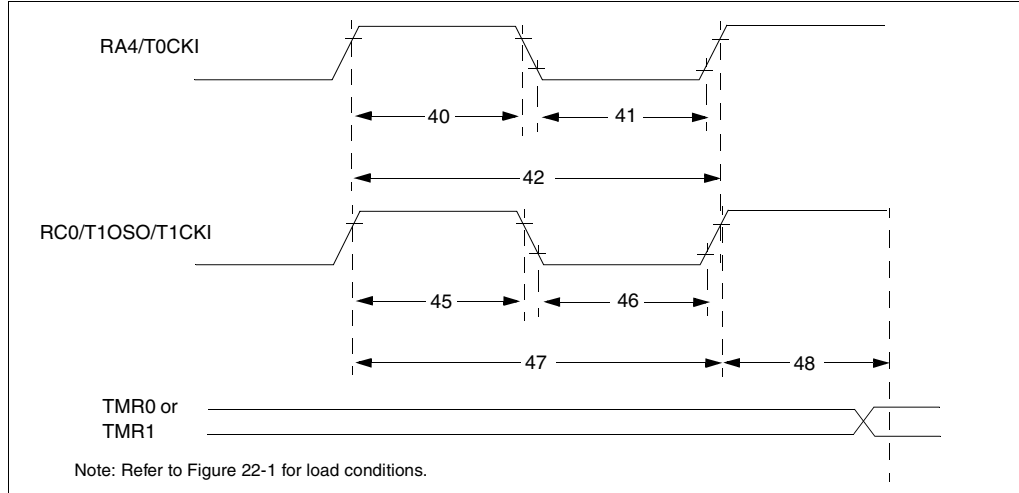 RA4/T0CKI
40
41
42
RC0/T1OSO/T1CKI
45
46
47
48
TMR0 or
TMR1
Note: Refer to Figure 22-1 for load conditions.